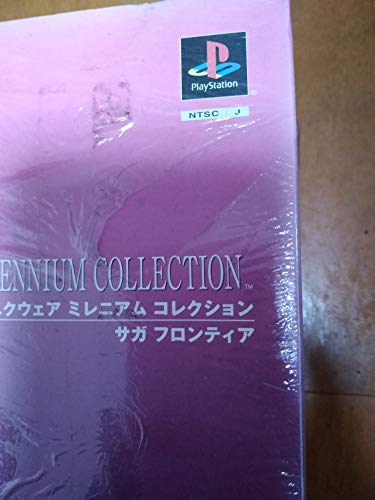 PlayStation
NTSC J
ENNIUM COLLECTION™
クウェア ミレニアム コレクション
サガ フロンティア